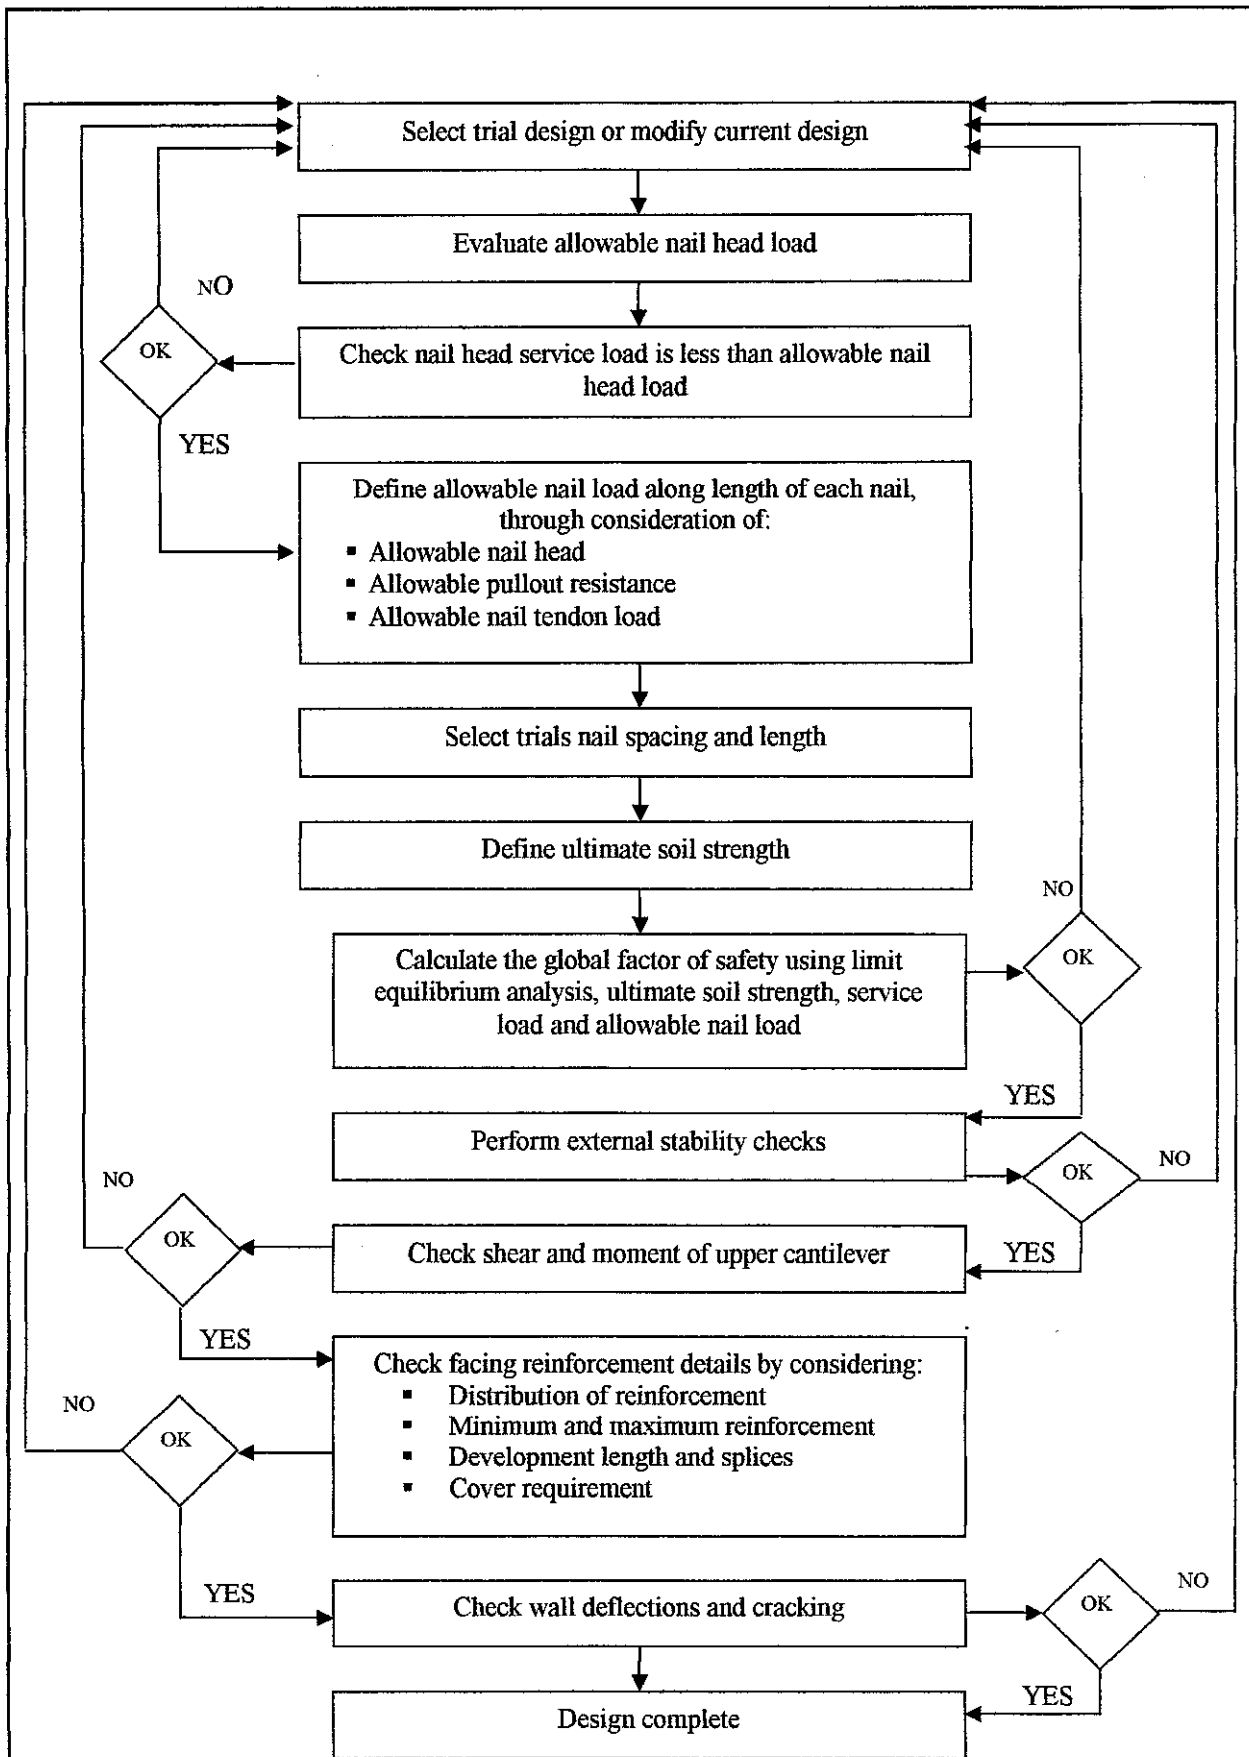 Select trial design or modify current design
Evaluate allowable nail head load
NO
OK
Check nail head service load is less than allowable nail
head load
YES
Define allowable nail load along length of each nail,
through consideration of:
▪ Allowable nail head
▪ Allowable pullout resistance
▪ Allowable nail tendon load
Select trials nail spacing and length
Define ultimate soil strength
NO
OK
Calculate the global factor of safety using limit
equilibrium analysis, ultimate soil strength, service
load and allowable nail load
YES
Perform external stability checks
OK
NO
NO
OK
Check shear and moment of upper cantilever
YES
YES
Check facing reinforcement details by considering:
▪ Distribution of reinforcement
▪ Minimum and maximum reinforcement
▪ Development length and splices
▪ Cover requirement
NO
OK
YES
Check wall deflections and cracking
OK
NO
YES
Design complete